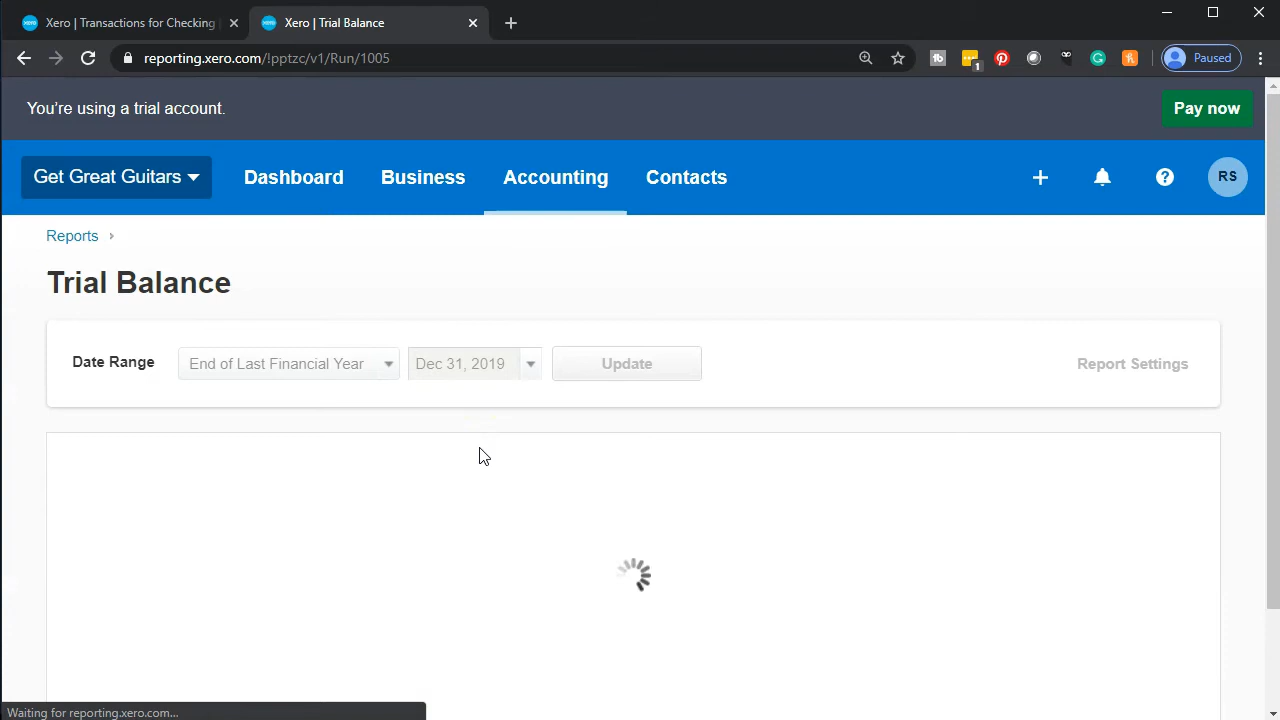 Xero | Transactions for Checking
Xero | Trial Balance
reporting.xero.com/!pptzc/v1/Run/1005
1
Paused
You're using a trial account.
Pay now
Get Great Guitars
Dashboard
Business
Accounting
Contacts
RS
Reports
Trial Balance
Date Range
End of Last Financial Year
Dec 31, 2019
Update
Report Settings
Waiting for reporting.xero.com...